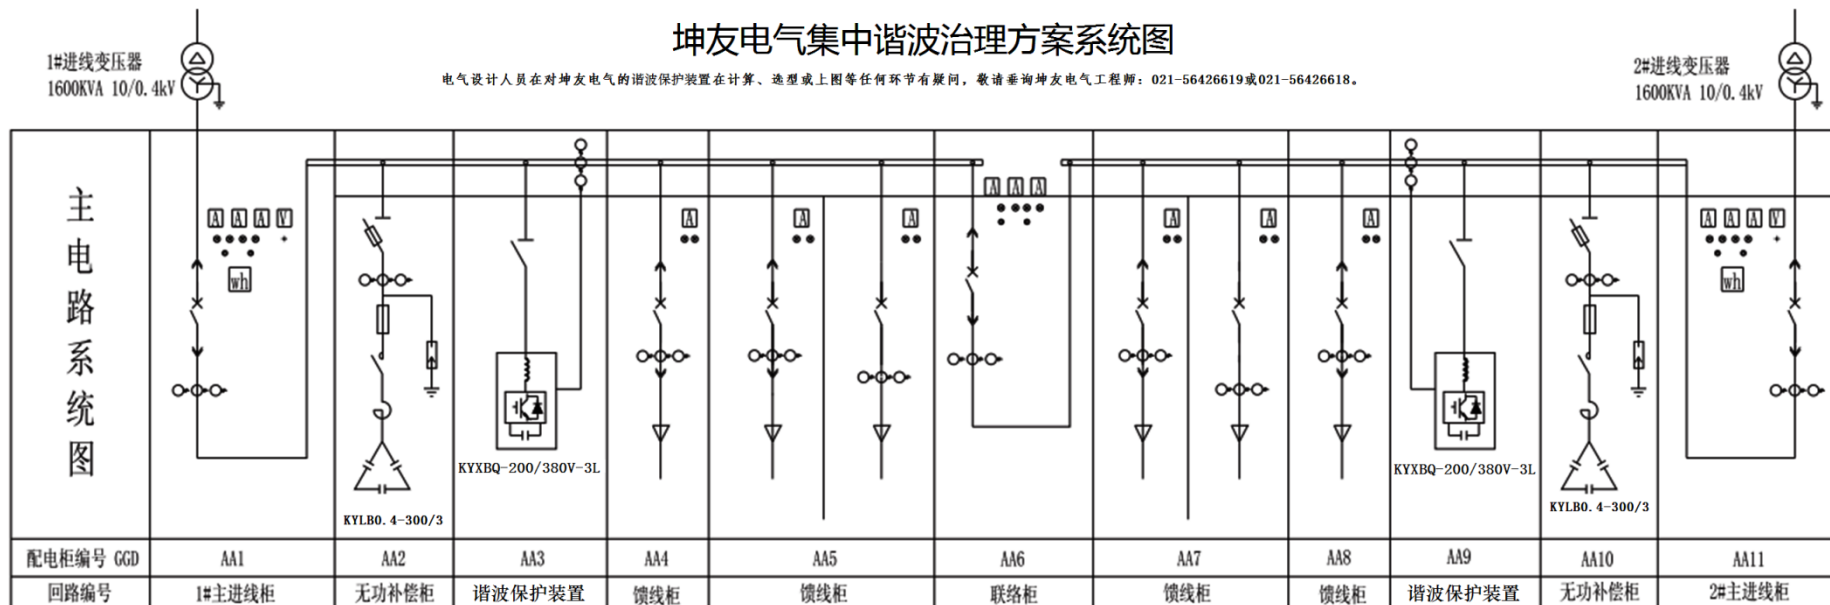 坤友电气集中谐波治理方案系统图
电气设计人员在对坤友电气的谐波保护装置在计算、选型或上图等任何环节有疑问，敬请垂询坤友电气工程师：021-56426619或021-56426618。
1#进线变压器
1600KVA 10/0.4kV
2#进线变压器
1600KVA 10/0.4kV
主电路系统图
A A A V
wh
A
A
A
A A A
A
A
A
A A A V
wh
KYXBQ-200/380V-3L
KYLB0.4-300/3
KYXBQ-200/380V-3L
KYLB0.4-300/3
配电柜编号 GGD AA1 AA2 AA3 AA4 AA5 AA6 AA7 AA8 AA9 AA10 AA11
回路编号 1#主进线柜 无功补偿柜 谐波保护装置 馈线柜 馈线柜 联络柜 馈线柜 馈线柜 谐波保护装置 无功补偿柜 2#主进线柜